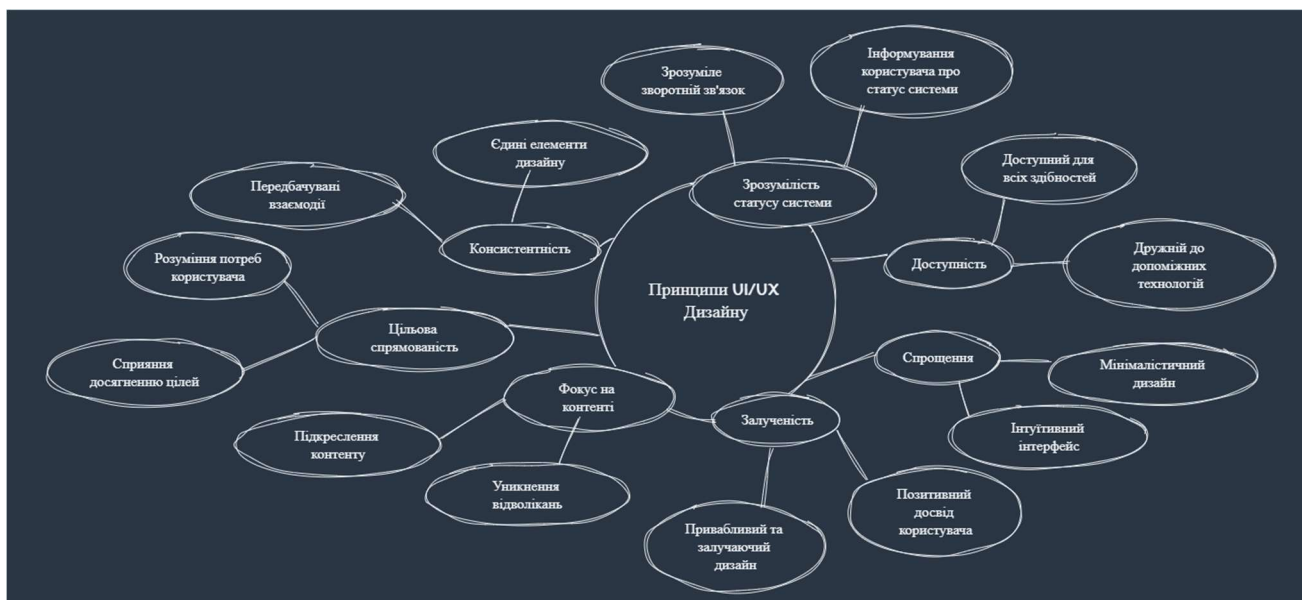 Інформування
користувача про
статус системи
Зрозуміле
зворотній зв'язок
Єдині елементи
дизайну
Доступний для
всіх здібностей
Передбачувані
взаємодії
Зрозумілість
статусу системи
Консистентність
Доступність
Дружній до
допоміжних
технологій
Розуміння потреб
користувача
Принципи UI/UX
Дизайну
Цільова
спрямованість
Спрощення
Сприяння
досягненню цілей
Мінімалістичний
дизайн
Фокус на
контенті
Залученість
Підкреслення
контенту
Інтуїтивний
інтерфейс
Уникнення
відволікань
Позитивний
досвід
користувача
Привабливий та
залучаючий
дизайн